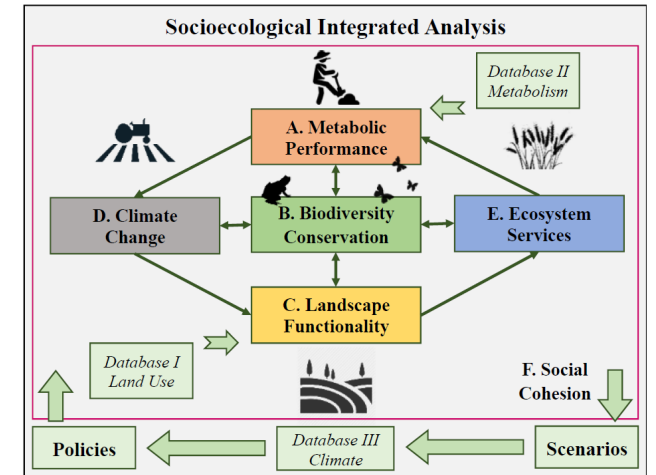 Socioecological Integrated Analysis
Database II
Metabolism
A. Metabolic
Performance
D. Climate
Change
B. Biodiversity
Conservation
E. Ecosystem
Services
C. Landscape
Functionality
Database I
Land Use
F. Social
Cohesion
Policies
Database III
Climate
Scenarios